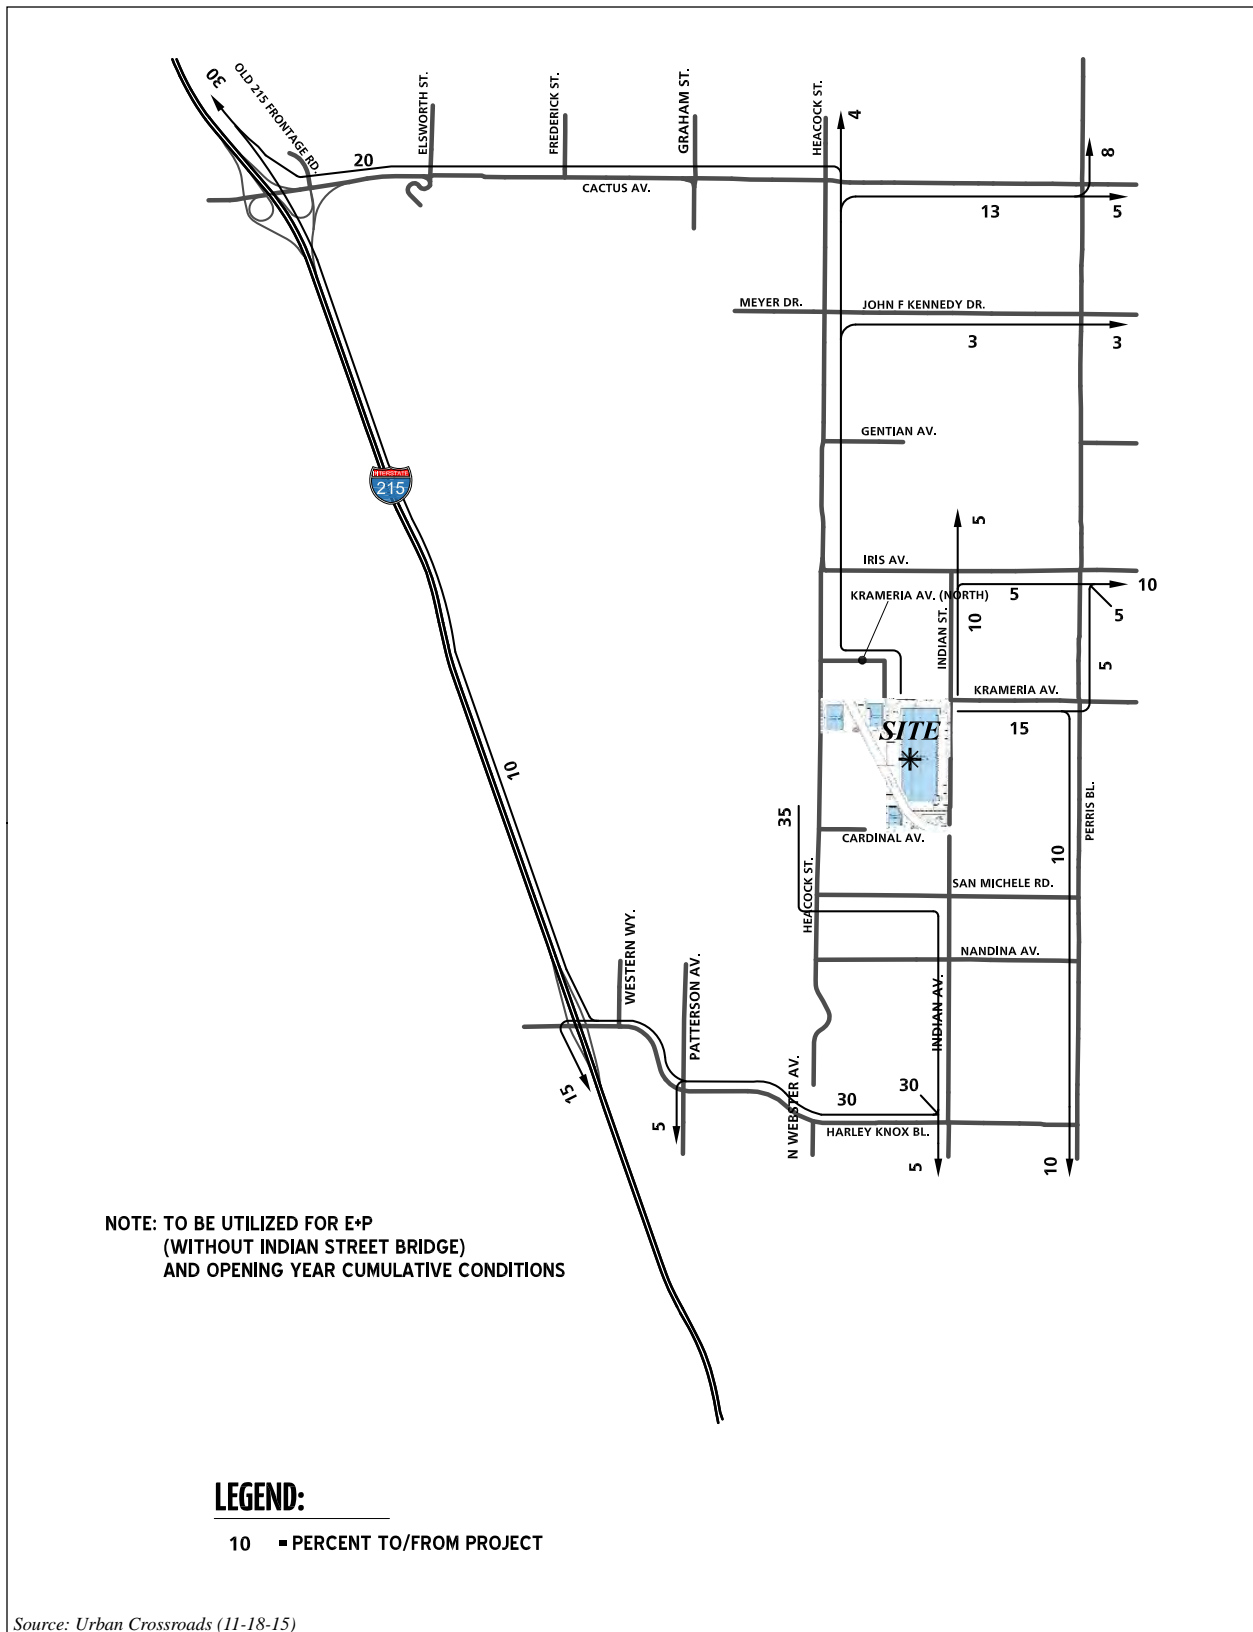 30
OLD 215 FRONTAGE RD.
ELSWORTH ST.
FREDERICK ST.
GRAHAM ST.
HEACOCK ST.
4
8
20
CACTUS AV.
13
5
MEYER DR.
JOHN F KENNEDY DR.
3
3
GENTIAN AV.
INTERSTATE
215
5
IRIS AV.
KRAMERIA AV. (NORTH)
5
10
5
10
INDIAN ST.
5
KRAMERIA AV.
15
SITE
10
35
CARDINAL AV.
PERRIS BL.
10
HEACOCK ST.
SAN MICHELE RD.
NANDINA AV.
WESTERN WY.
PATTERSON AV.
INDIAN AV.
15
N WEBSTER AV.
30
30
5
HARLEY KNOX BL.
5
10
NOTE: TO BE UTILIZED FOR E+P
(WITHOUT INDIAN STREET BRIDGE)
AND OPENING YEAR CUMULATIVE CONDITIONS
LEGEND:
10 = PERCENT TO/FROM PROJECT
Source: Urban Crossroads (11-18-15)